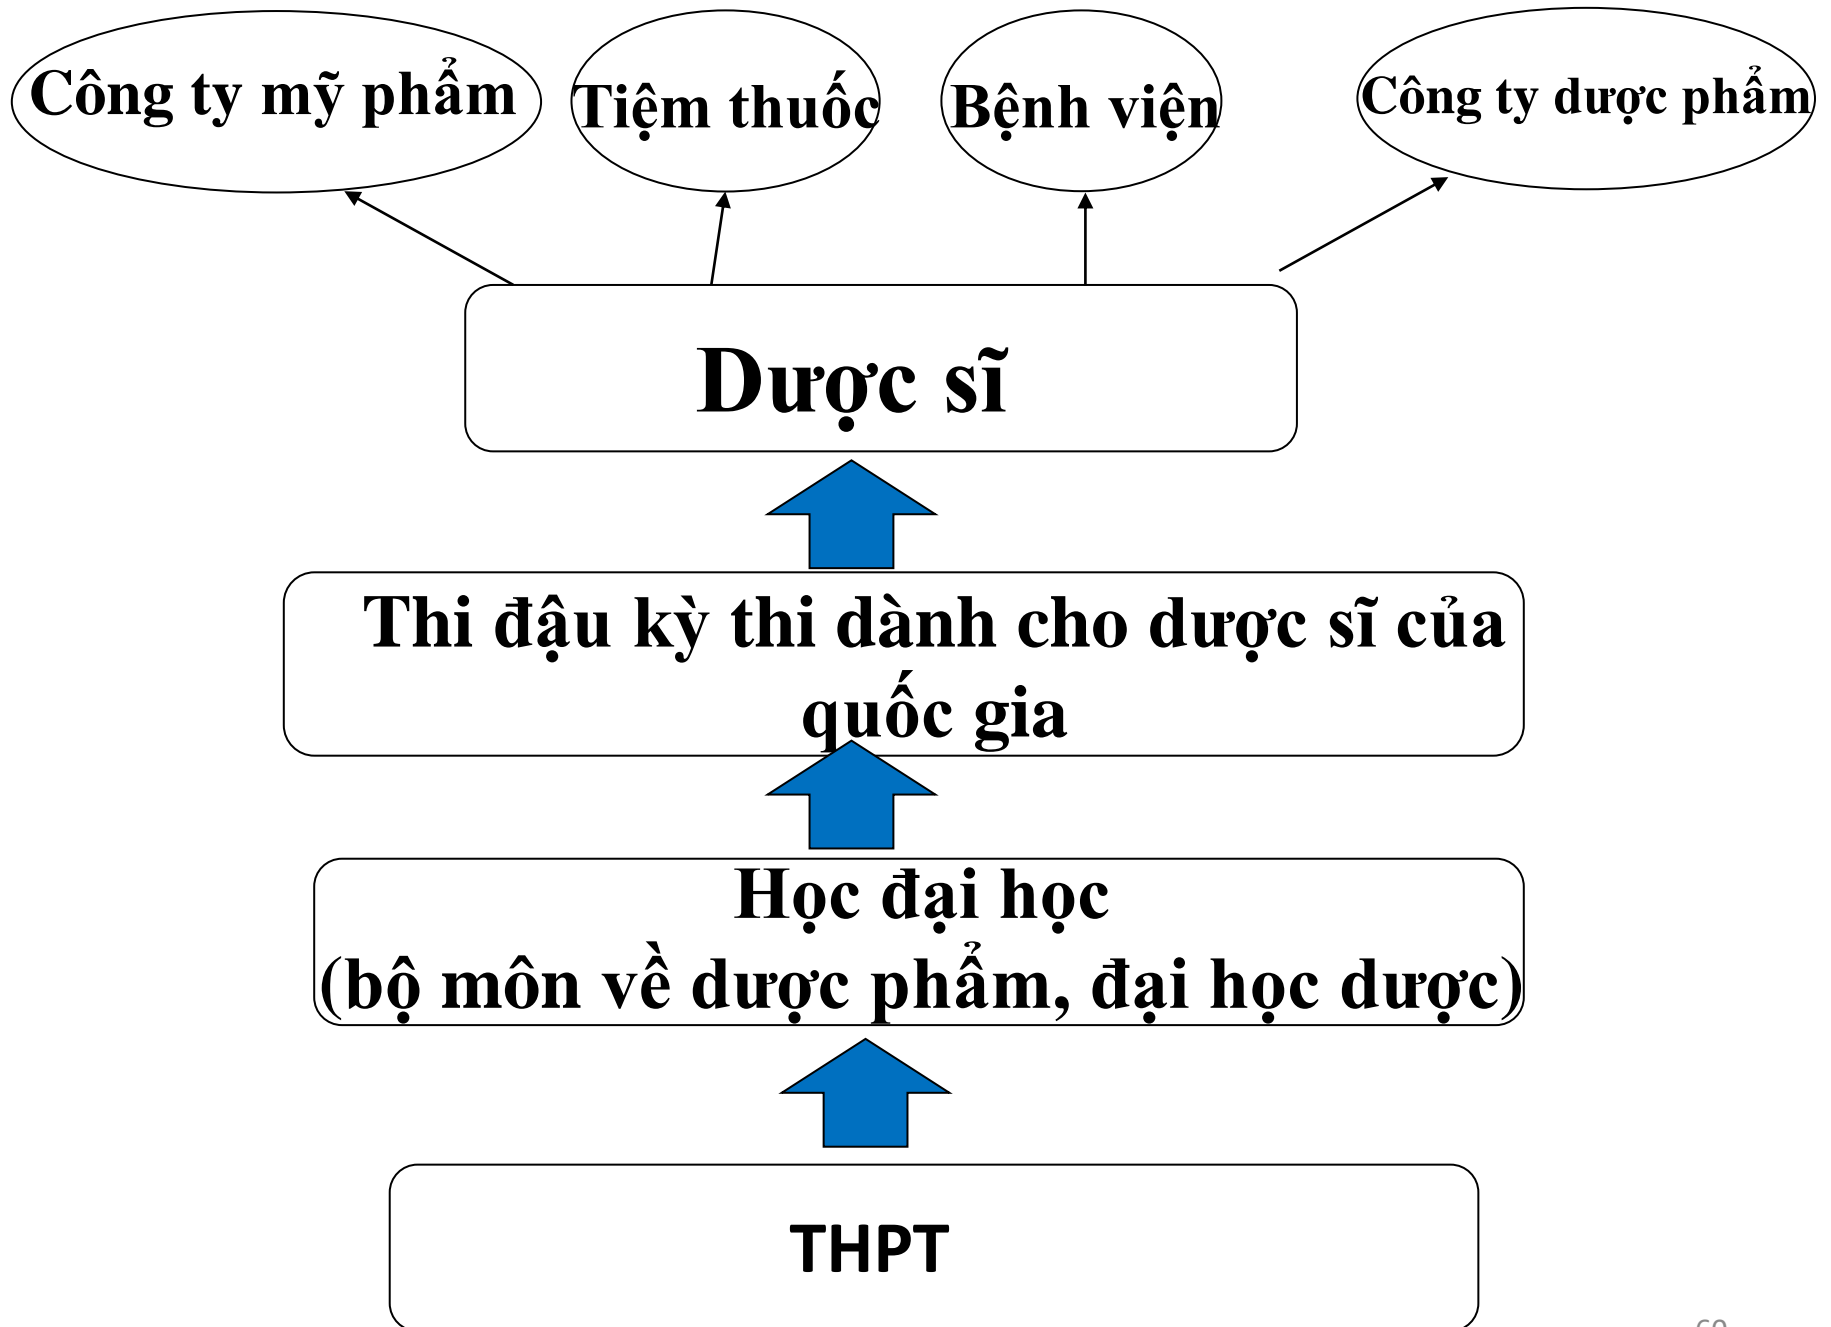 Công ty mỹ phẩm
Tiệm thuốc
Bệnh viện
Công ty dược phẩm
Dược sĩ
Thi đậu kỳ thi dành cho dược sĩ của
quốc gia
Học đại học
(bộ môn về dược phẩm, đại học dược)
THPT